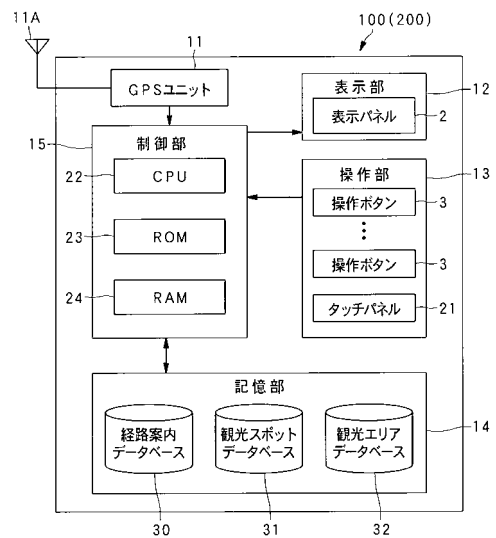 11A
11
100(200)
GPSユニット
表示部
12
表示パネル
2
15
制御部
22
CPU
23
ROM
24
RAM
操作部
13
操作ボタン
3
操作ボタン
3
タッチパネル
21
記憶部
14
経路案内
データベース
観光スポット
データベース
観光エリア
データベース
30
31
32